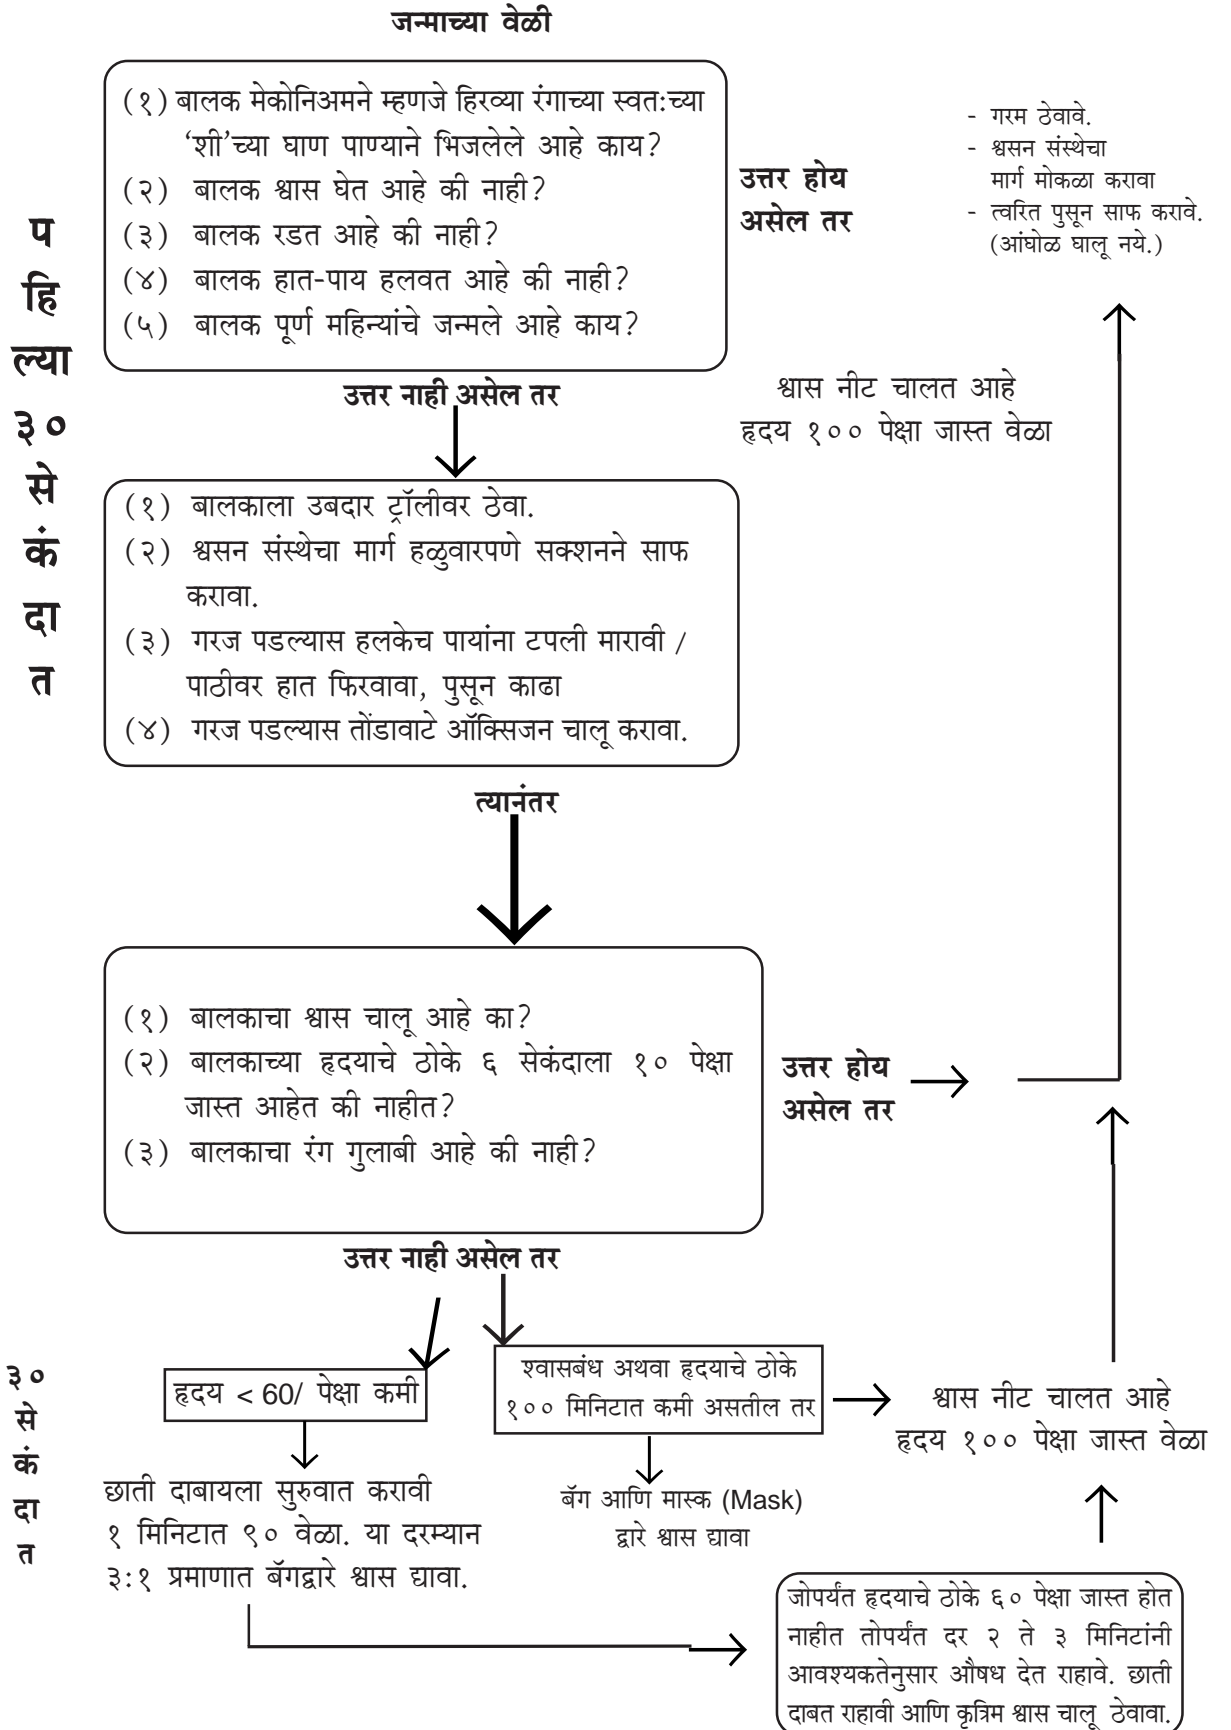 जन्माच्या वेळी
(१) बालक मेकोनिअमने म्हणजे हिरव्या रंगाच्या स्वत:च्या
‘शी’च्या घाण पाण्याने भिजलेले आहे काय?
(२) बालक श्वास घेत आहे की नाही?
(३) बालक रडत आहे की नाही?
(४) बालक हात-पाय हलवत आहे की नाही?
(५) बालक पूर्ण महिन्यांचे जन्मले आहे काय?
उत्तर होय
असेल तर
- गरम ठेवावे.
- श्वसन संस्थेचा
मार्ग मोकळा करावा
- त्वरित पुसून साफ करावे.
(आंघोळ घालू नये.)
प
हि
ल्या
३०
से
कं
दा
त
उत्तर नाही असेल तर
श्वास नीट चालत आहे
हृदय १०० पेक्षा जास्त वेळा
(१) बालकाला उबदार ट्रॉलीवर ठेवा.
(२) श्वसन संस्थेचा मार्ग हळुवारपणे सक्शनने साफ
करावा.
(३) गरज पडल्यास हलकेच पायांना टपली मारावी /
पाठीवर हात फिरवावा, पुसून काढा
(४) गरज पडल्यास तोंडावाटे ऑक्सिजन चालू करावा.
त्यानंतर
(१) बालकाचा श्वास चालू आहे का?
(२) बालकाच्या हृदयाचे ठोके ६ सेकंदाला १० पेक्षा
जास्त आहेत की नाहीत?
(३) बालकाचा रंग गुलाबी आहे की नाही?
उत्तर होय
असेल तर
उत्तर नाही असेल तर
३०
से
कं
दा
त
हृदय < 60/ पेक्षा कमी
श्वासबंध अथवा हृदयाचे ठोके
१०० मिनिटात कमी असतील तर
श्वास नीट चालत आहे
हृदय १०० पेक्षा जास्त वेळा
छाती दाबायला सुरुवात करावी
१ मिनिटात ९० वेळा. या दरम्यान
३:१ प्रमाणात बॅगद्वारे श्वास द्यावा.
बॅग आणि मास्क (Mask)
द्वारे श्वास द्यावा
जोपर्यंत हृदयाचे ठोके ६० पेक्षा जास्त होत
नाहीत तोपर्यंत दर २ ते ३ मिनिटांनी
आवश्यकतेनुसार औषध देत राहावे. छाती
दाबत राहावी आणि कृत्रिम श्वास चालू ठेवावा.